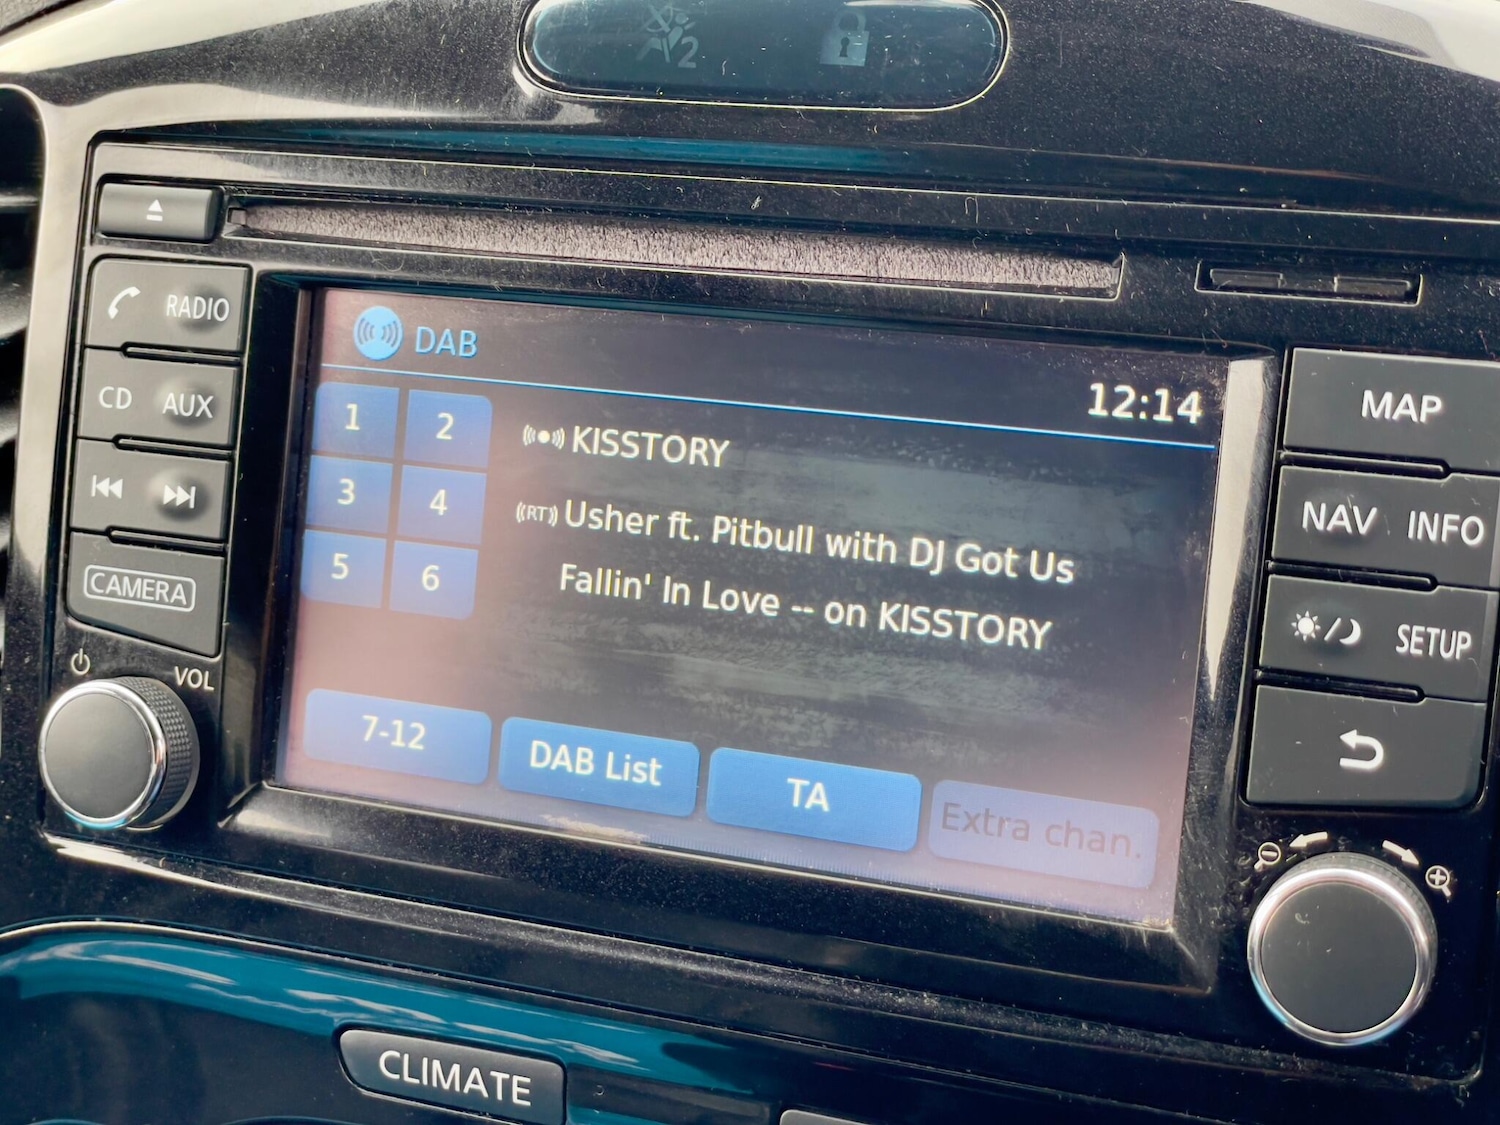 2
RADIO
CD AUX
CAMERA
VOL
DAB
12:14
1 2
3 4
5 6
KISSTORY
((RT)) Usher ft. Pitbull with DJ Got Us
Fallin' In Love -- on KISSTORY
7-12
DAB List
TA
Extra chan.
MAP
NAV INFO
SETUP
CLIMATE